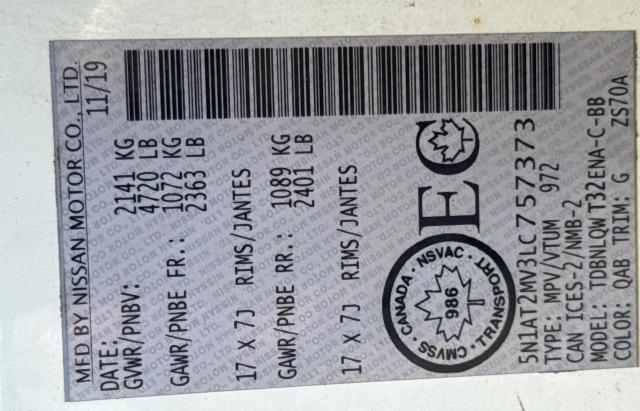 MFD BY NISSAN MOTOR CO., LTD.
DATE: 11/19
GVWR/PNBV: 2141 KG
4720 LB
GAWR/PNBE FR.: 1072 KG
2363 LB
17 X 7J RIMS/JANTES
GAWR/PNBE RR.: 1089 KG
2401 LB
17 X 7J RIMS/JANTES
EC
CANADA · NSVAC · TRANSPORT · CMVSS ·
986
5N1AT2MV3LC757373
TYPE: MPV/VTUM 972
CAN ICES-2/NMB-2
MODEL: TDBNLQW T32ENA-C-BB
COLOR: QAB TRIM: G ZS70A